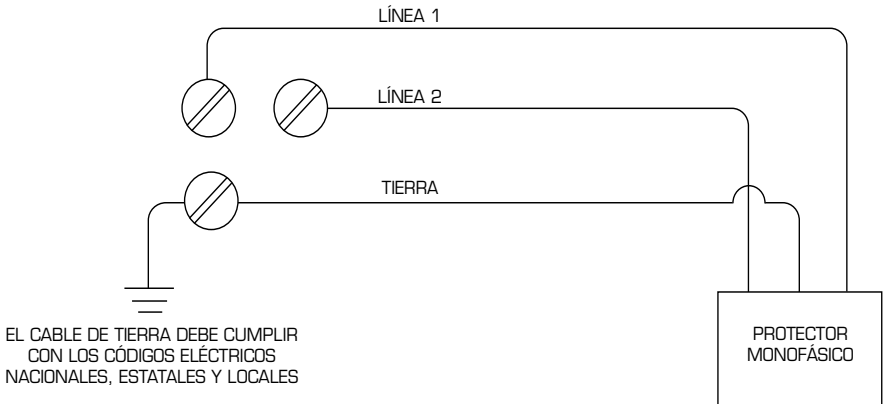 LÍNEA 1
LÍNEA 2
TIERRA
EL CABLE DE TIERRA DEBE CUMPLIR
CON LOS CÓDIGOS ELÉCTRICOS
NACIONALES, ESTATALES Y LOCALES
PROTECTOR
MONOFÁSICO